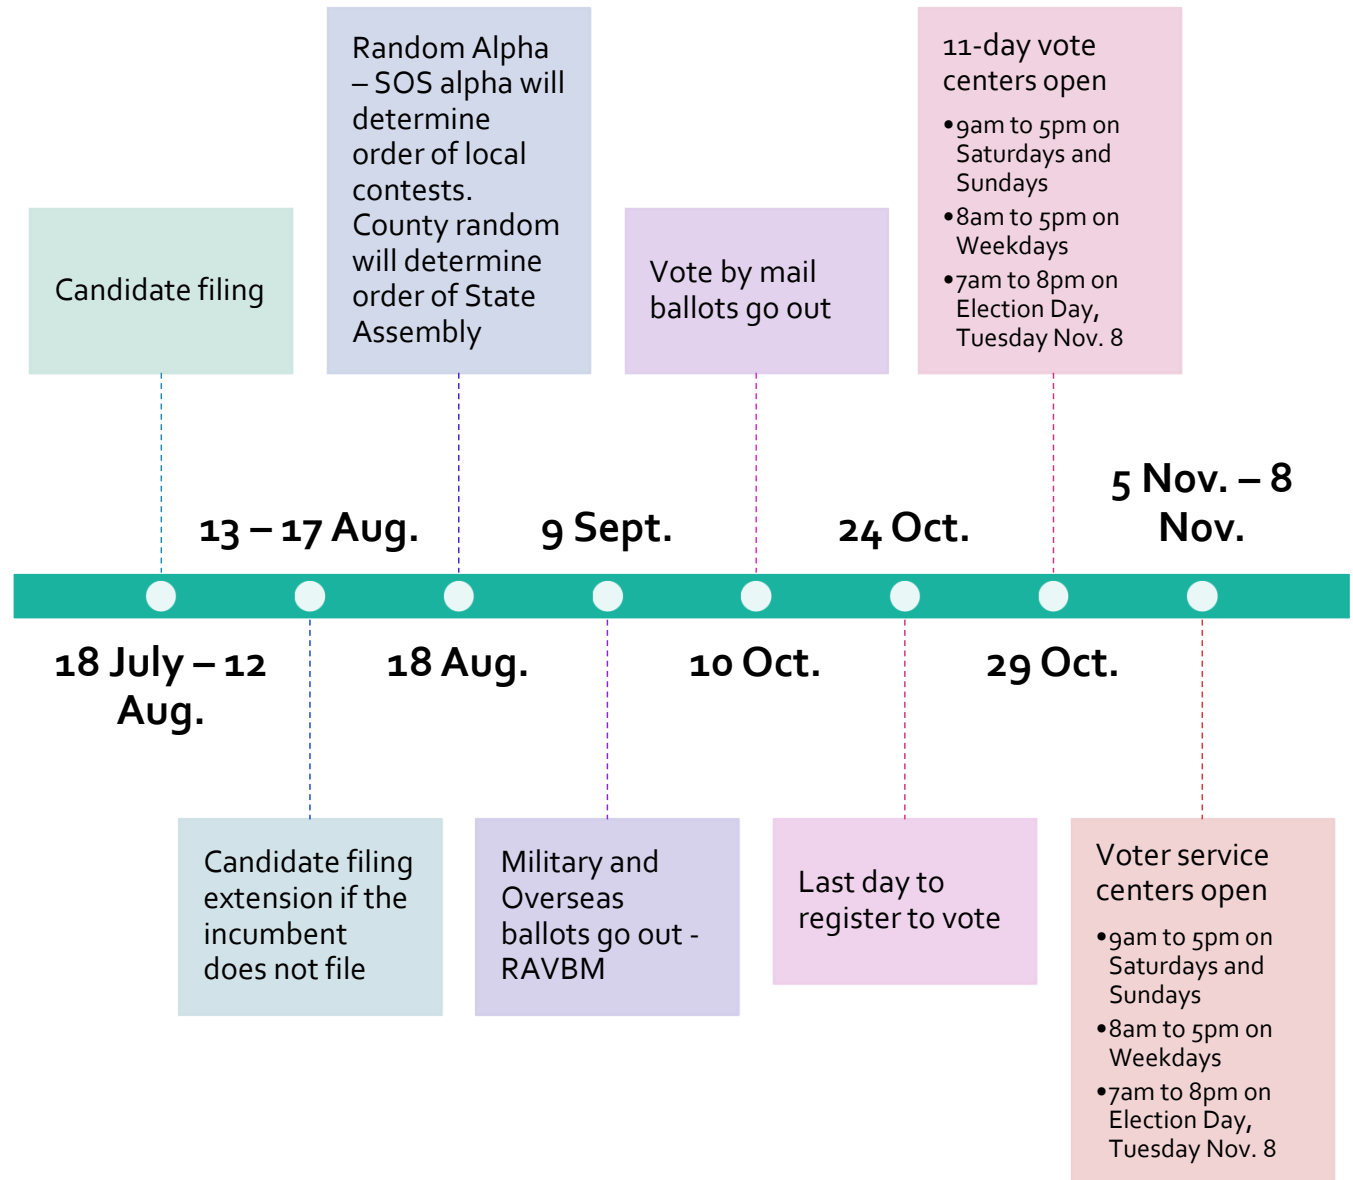 Candidate filing
Random Alpha
– SOS alpha will
determine
order of local
contests.
County random
will determine
order of State
Assembly
Vote by mail
ballots go out
11-day vote
centers open
•9am to 5pm on
Saturdays and
Sundays
•8am to 5pm on
Weekdays
•7am to 8pm on
Election Day,
Tuesday Nov. 8
13 – 17 Aug.
9 Sept.
24 Oct.
5 Nov. – 8
Nov.
18 July – 12
Aug.
18 Aug.
10 Oct.
29 Oct.
Candidate filing
extension if the
incumbent
does not file
Military and
Overseas
ballots go out -
RAVBM
Last day to
register to vote
Voter service
centers open
•9am to 5pm on
Saturdays and
Sundays
•8am to 5pm on
Weekdays
•7am to 8pm on
Election Day,
Tuesday Nov. 8